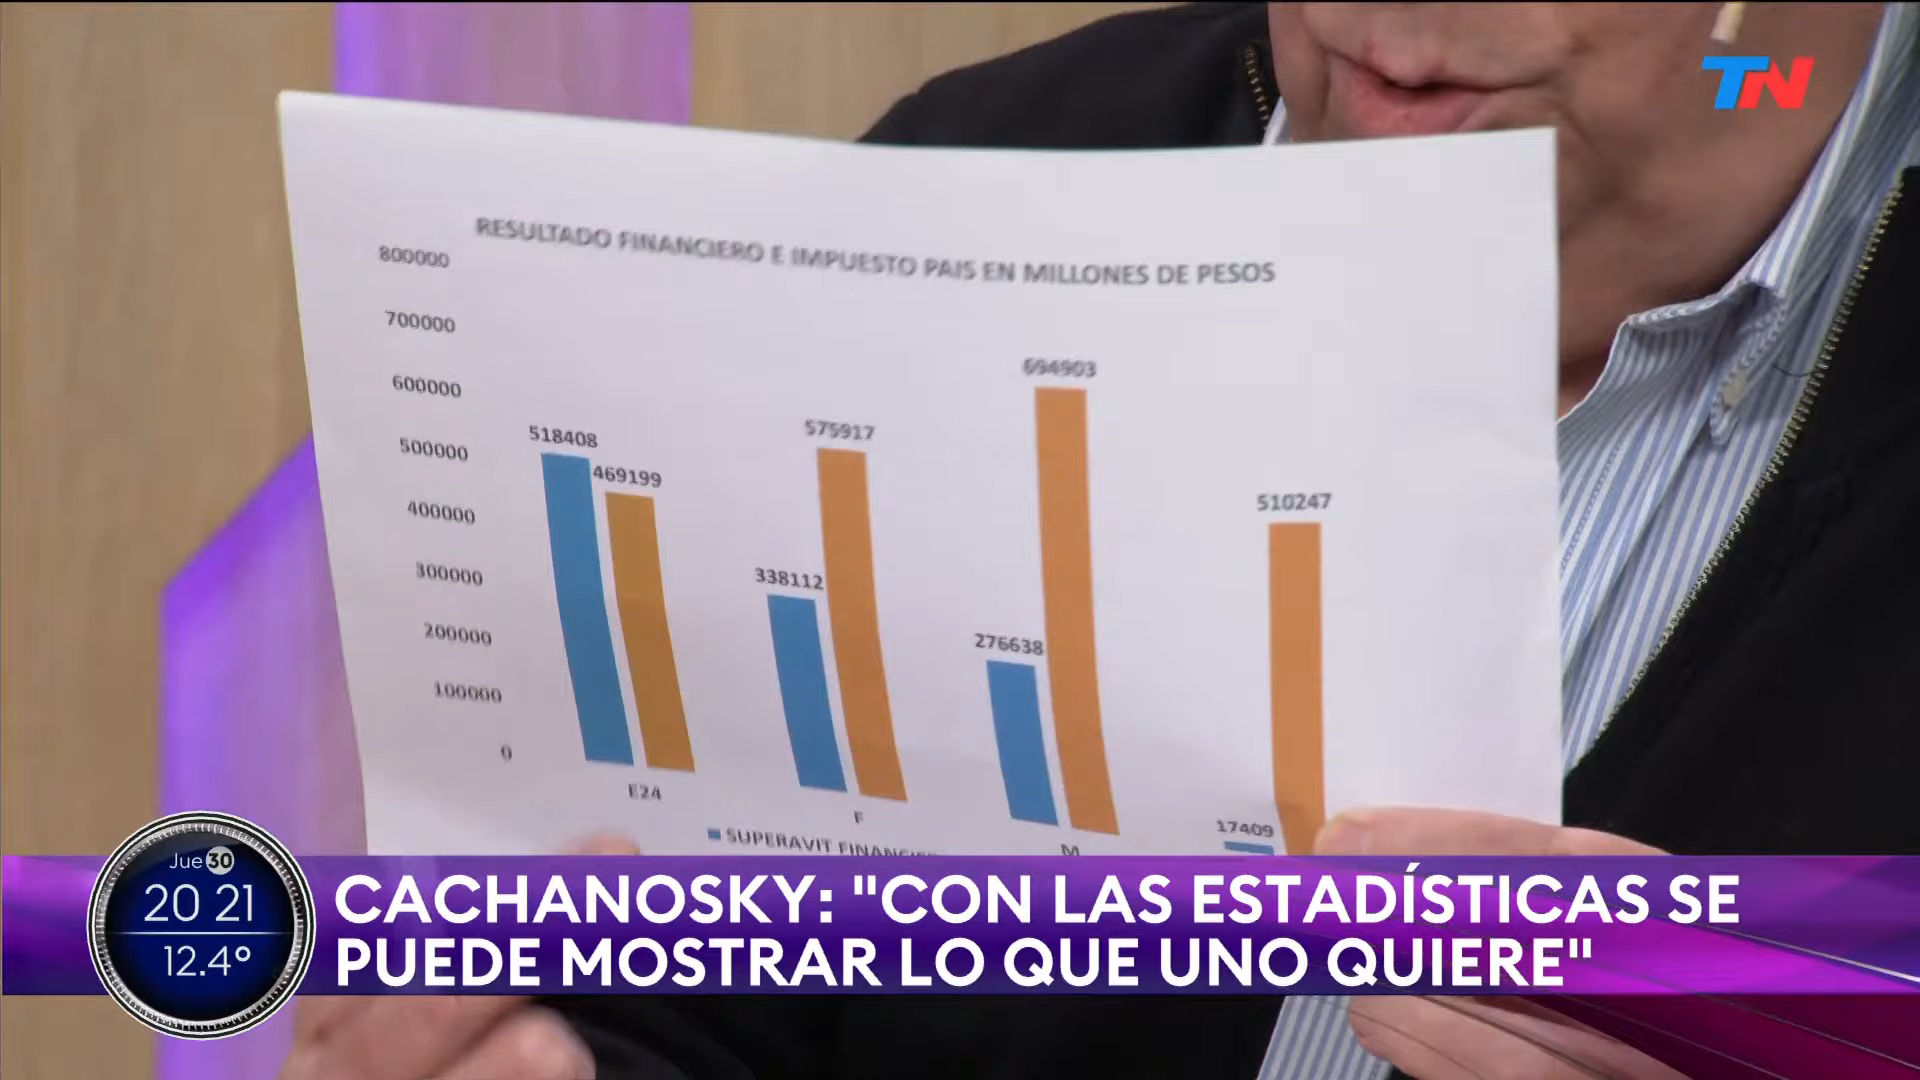 TN
RESULTADO FINANCIERO E IMPUESTO PAIS EN MILLONES DE PESOS
800000
700000
600000
500000
400000
300000
200000
100000
0
518408
469199
338112
575917
276638
694903
17409
510247
E24
F
M
SUPERAVIT
Jue 30
20 21
12.4°
CACHANOSKY: "CON LAS ESTADÍSTICAS SE
PUEDE MOSTRAR LO QUE UNO QUIERE"